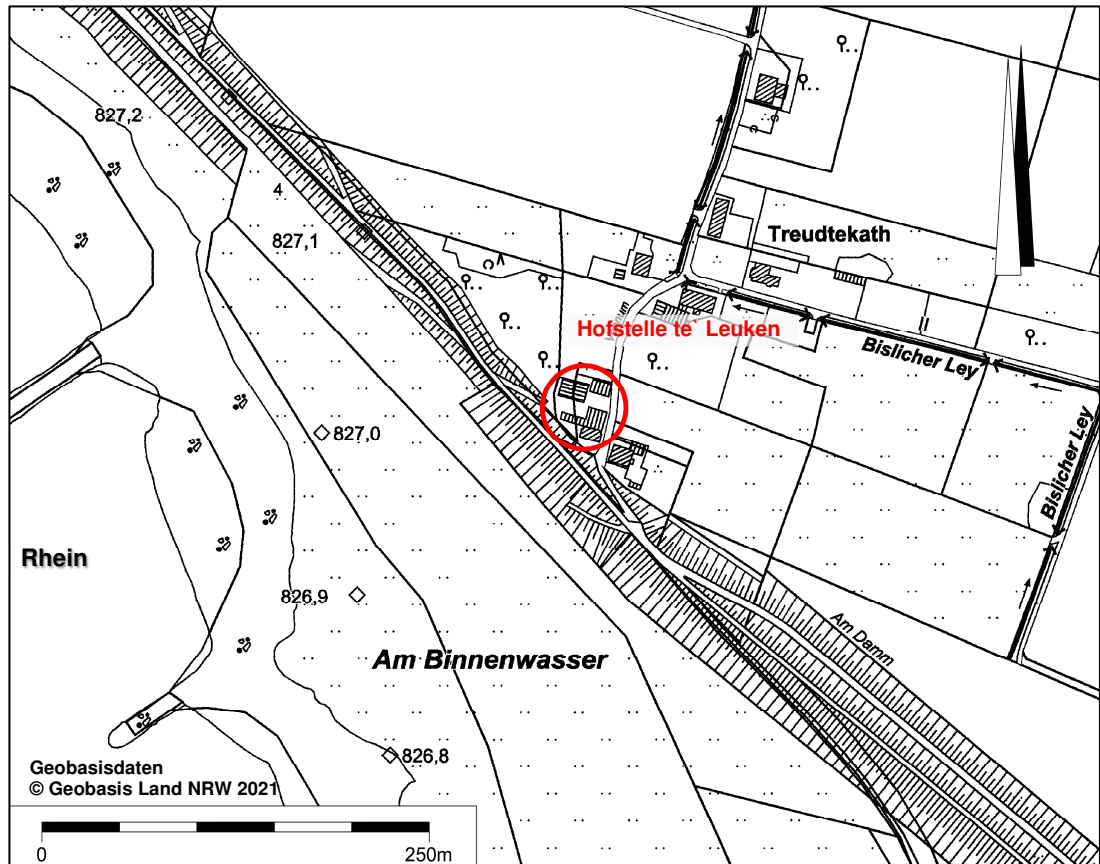 827,2
4
827,1
Treudtekath
Hofstelle te` Leuken
Bislicher Ley
827,0
Bislicher Ley
Rhein
826,9
Am Binnenwasser
Am Damm
826,8
Geobasisdaten
© Geobasis Land NRW 2021
0
250m